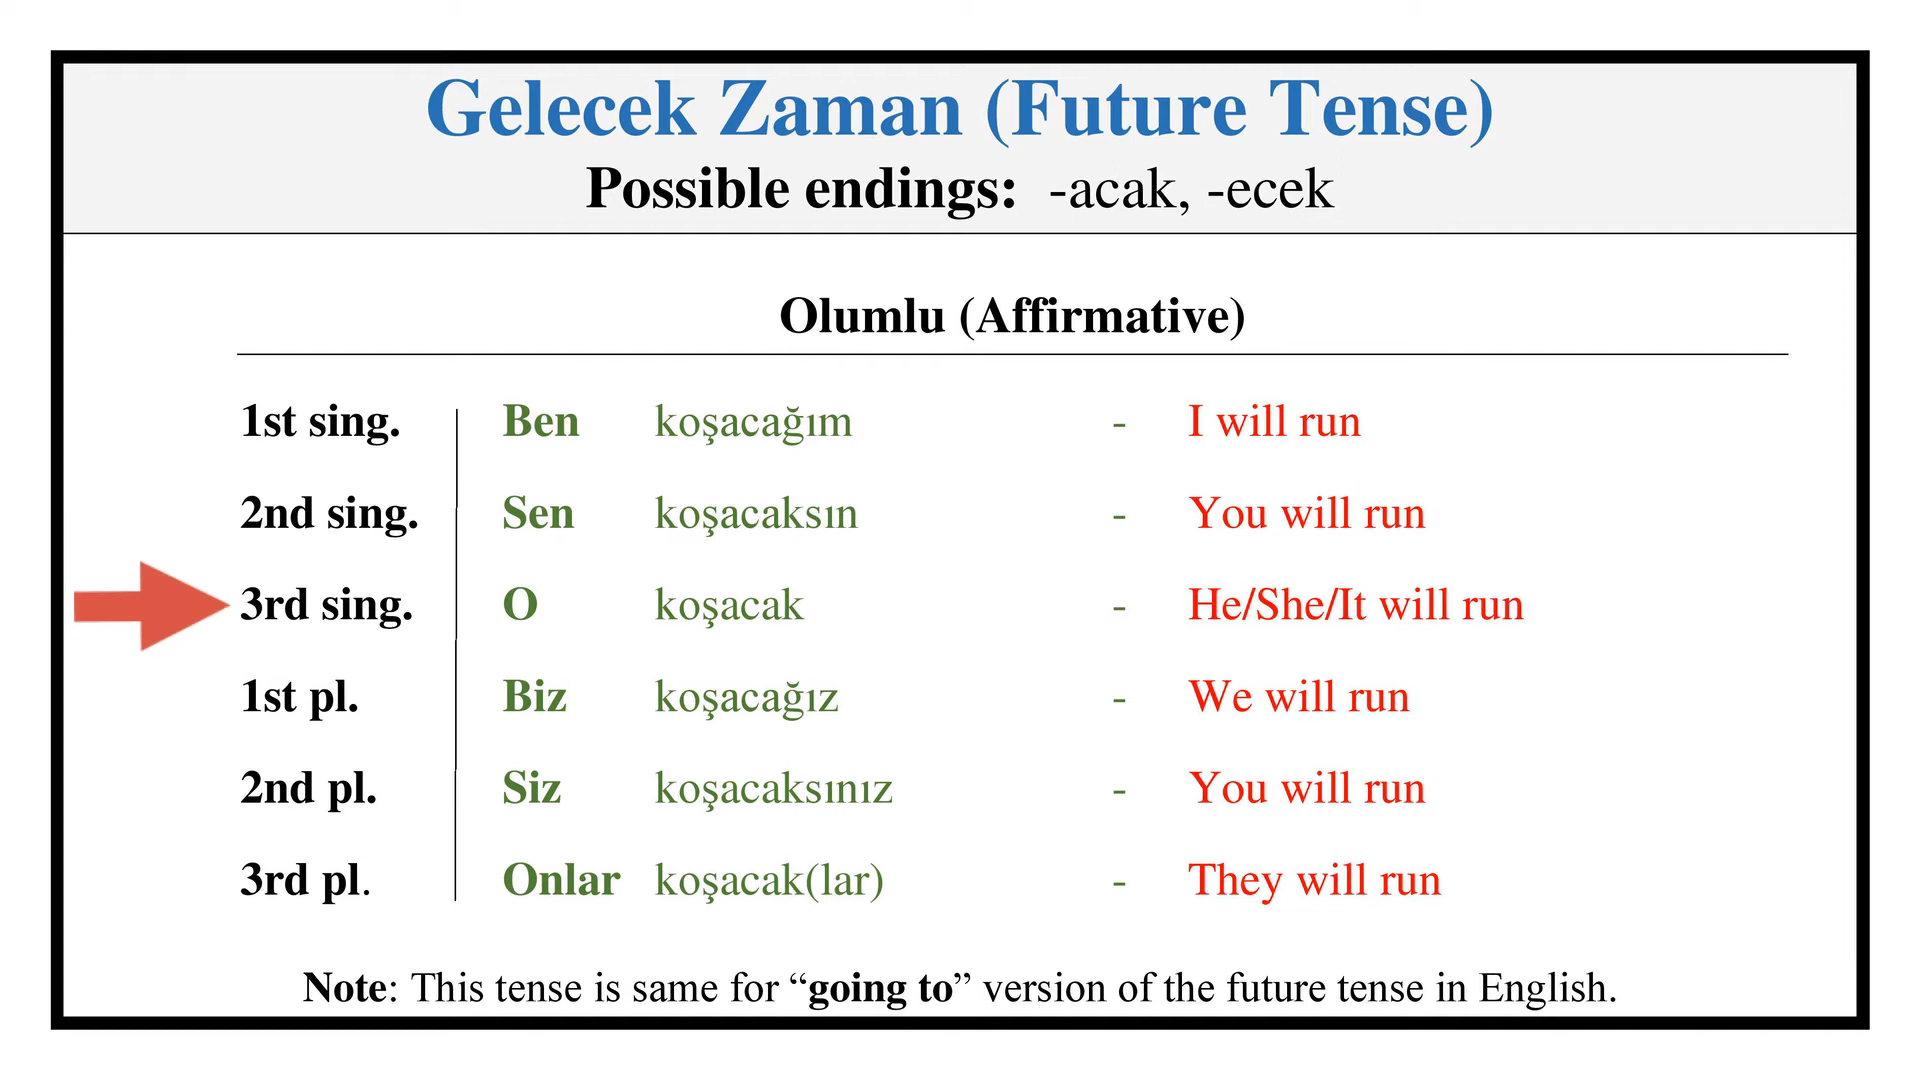 Gelecek Zaman (Future Tense)
Possible endings: -acak, -ecek
Olumlu (Affirmative)
1st sing. Ben koşacağım - I will run
2nd sing. Sen koşacaksın - You will run
3rd sing. O koşacak - He/She/It will run
1st pl. Biz koşacağız - We will run
2nd pl. Siz koşacaksınız - You will run
3rd pl. Onlar koşacak(lar) - They will run
Note: This tense is same for “going to” version of the future tense in English.